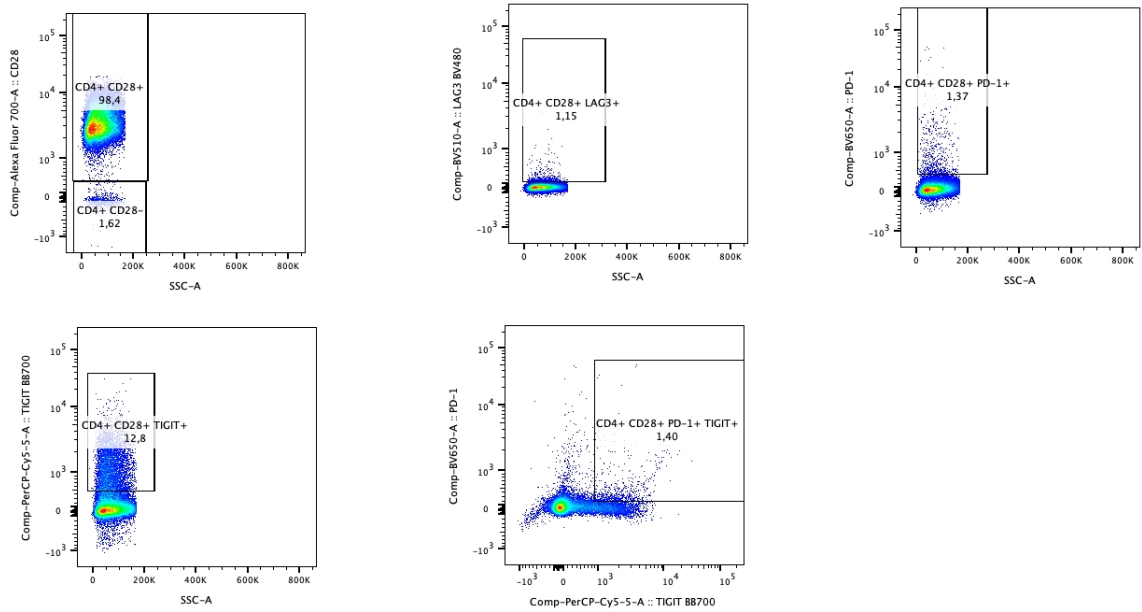 Comp-Alexa Fluor 700-A :: CD28
10⁵
10⁴
10³
0
-10³
CD4+ CD28+
98,4
CD4+ CD28-
1,62
0 200K 400K 600K 800K
SSC-A
Comp-BV510-A :: LAG3 BV480
10⁵
10⁴
10³
0
-10³
CD4+ CD28+ LAG3+
1,15
0 200K 400K 600K 800K
SSC-A
Comp-BV650-A :: PD-1
10⁵
10⁴
10³
0
-10³
CD4+ CD28+ PD-1+
1,37
0 200K 400K 600K 800K
SSC-A
Comp-PerCP-Cy5-5-A :: TIGIT BB700
10⁵
10⁴
10³
0
-10³
CD4+ CD28+ TIGIT+
12,8
0 200K 400K 600K 800K
SSC-A
Comp-BV650-A :: PD-1
10⁵
10⁴
10³
0
-10³
CD4+ CD28+ PD-1+ TIGIT+
1,40
-10³ 0 10³ 10⁴ 10⁵
Comp-PerCP-Cy5-5-A :: TIGIT BB700